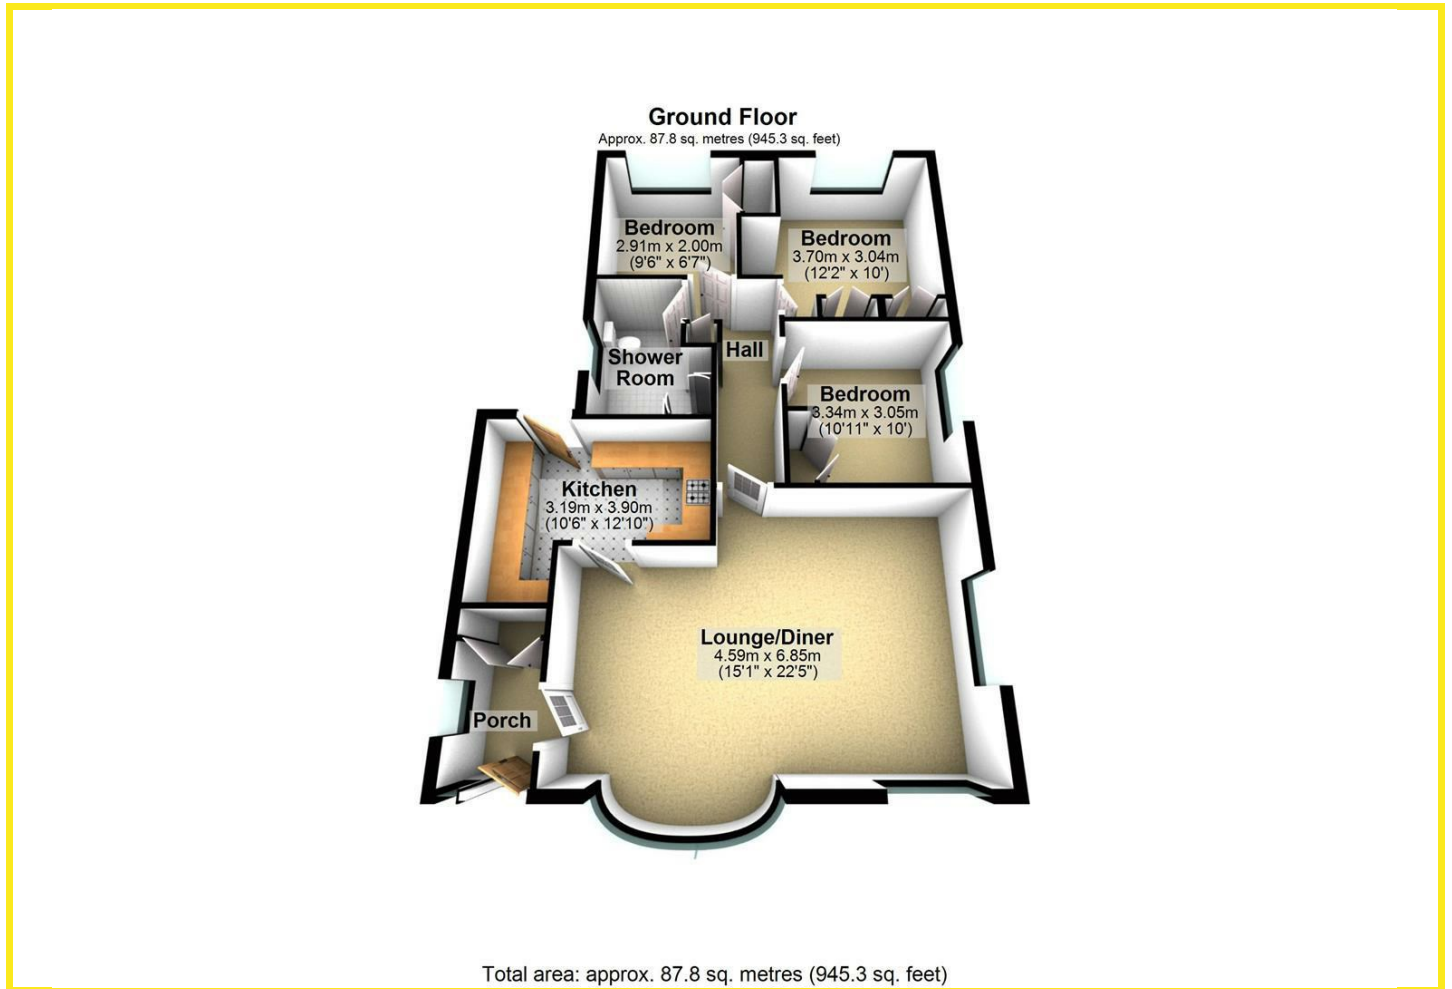 Ground Floor
Approx. 87.8 sq. metres (945.3 sq. feet)
Bedroom
2.91m x 2.00m
(9'6" x 6'7")
Bedroom
3.70m x 3.04m
(12'2" x 10')
Shower
Room
Hall
Bedroom
3.34m x 3.05m
(10'11" x 10')
Kitchen
3.19m x 3.90m
(10'6" x 12'10")
Lounge/Diner
4.59m x 6.85m
(15'1" x 22'5")
Porch
Total area: approx. 87.8 sq. metres (945.3 sq. feet)